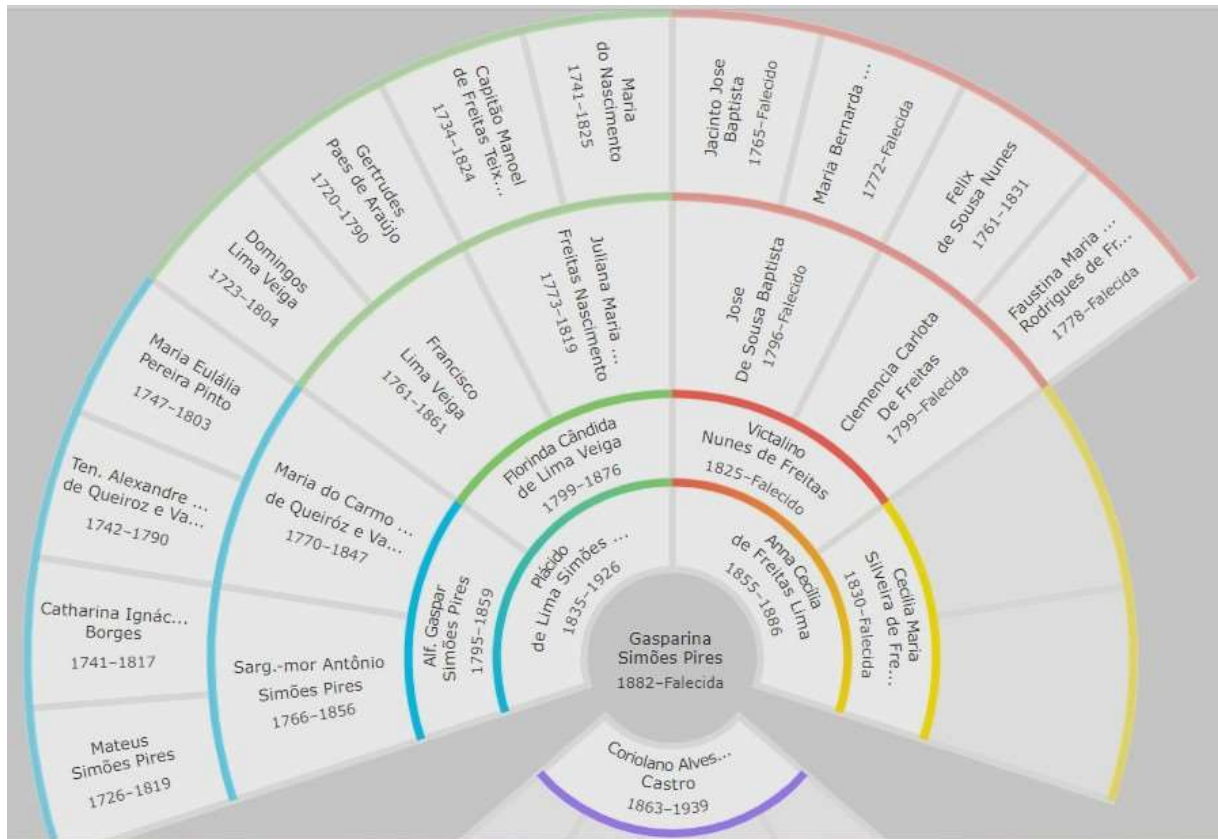 Capitão Manoel
de Freitas Teix...
1734–1824
Maria
do Nascimento
1741–1825
Jacinto Jose
Baptista
1765–Falecido
Maria Bernarda ...
1772–Falecida
Gertrudes
Paes de Araújo
1720–1790
Felix
de Sousa Nunes
1761–1831
Domingos
Lima Veiga
1723–1804
Faustina Maria ...
Rodrigues de Fr...
1778–Falecida
Maria Eulália
Pereira Pinto
1747–1803
Ten. Alexandre ...
de Queiroz e Va...
1742–1790
Catharina Ignác...
Borges
1741–1817
Mateus
Simões Pires
1726–1819
Francisco
Lima Veiga
1761–1861
Juliana Maria ...
Freitas Nascimento
1773–1819
Jose
De Sousa Baptista
1796–Falecido
Clemencia Carlota
De Freitas
1799–Falecida
Maria do Carmo ...
de Queiróz e Va...
1770–1847
Sarg.-mor Antônio
Simões Pires
1766–1856
Florinda Cândida
de Lima Veiga
1799–1876
Victalino
Nunes de Freitas
1825–Falecido
Alf. Gaspar
Simões Pires
1795–1859
Cecilia Maria
Silveira de Fre...
1830–Falecida
Plácido
de Lima Simões ...
1835–1926
Anna Cecília
de Freitas Lima
1855–1886
Gasparina
Simões Pires
1882–Falecida
Coriolano Alves...
Castro
1863–1939